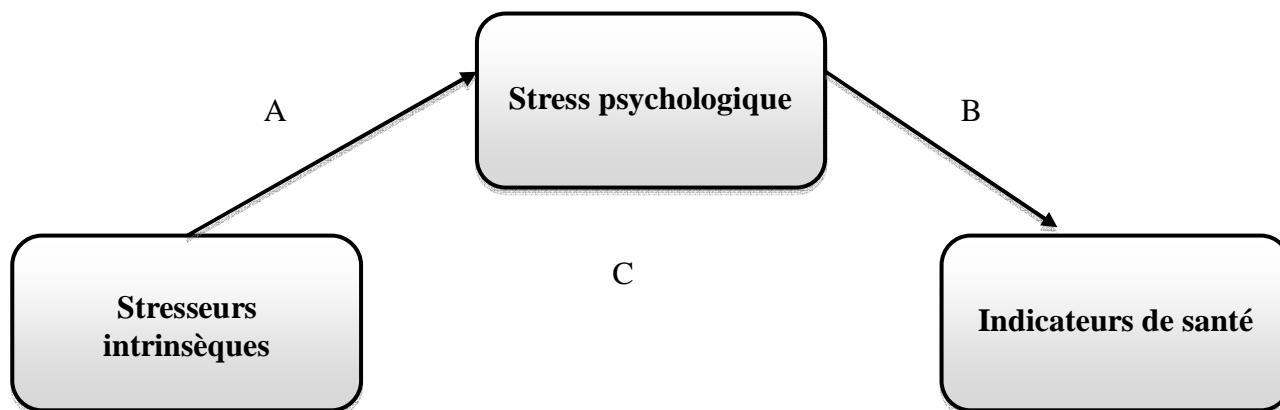 Stress psychologique
A
B
C
Stresseurs
intrinsèques
Indicateurs de santé